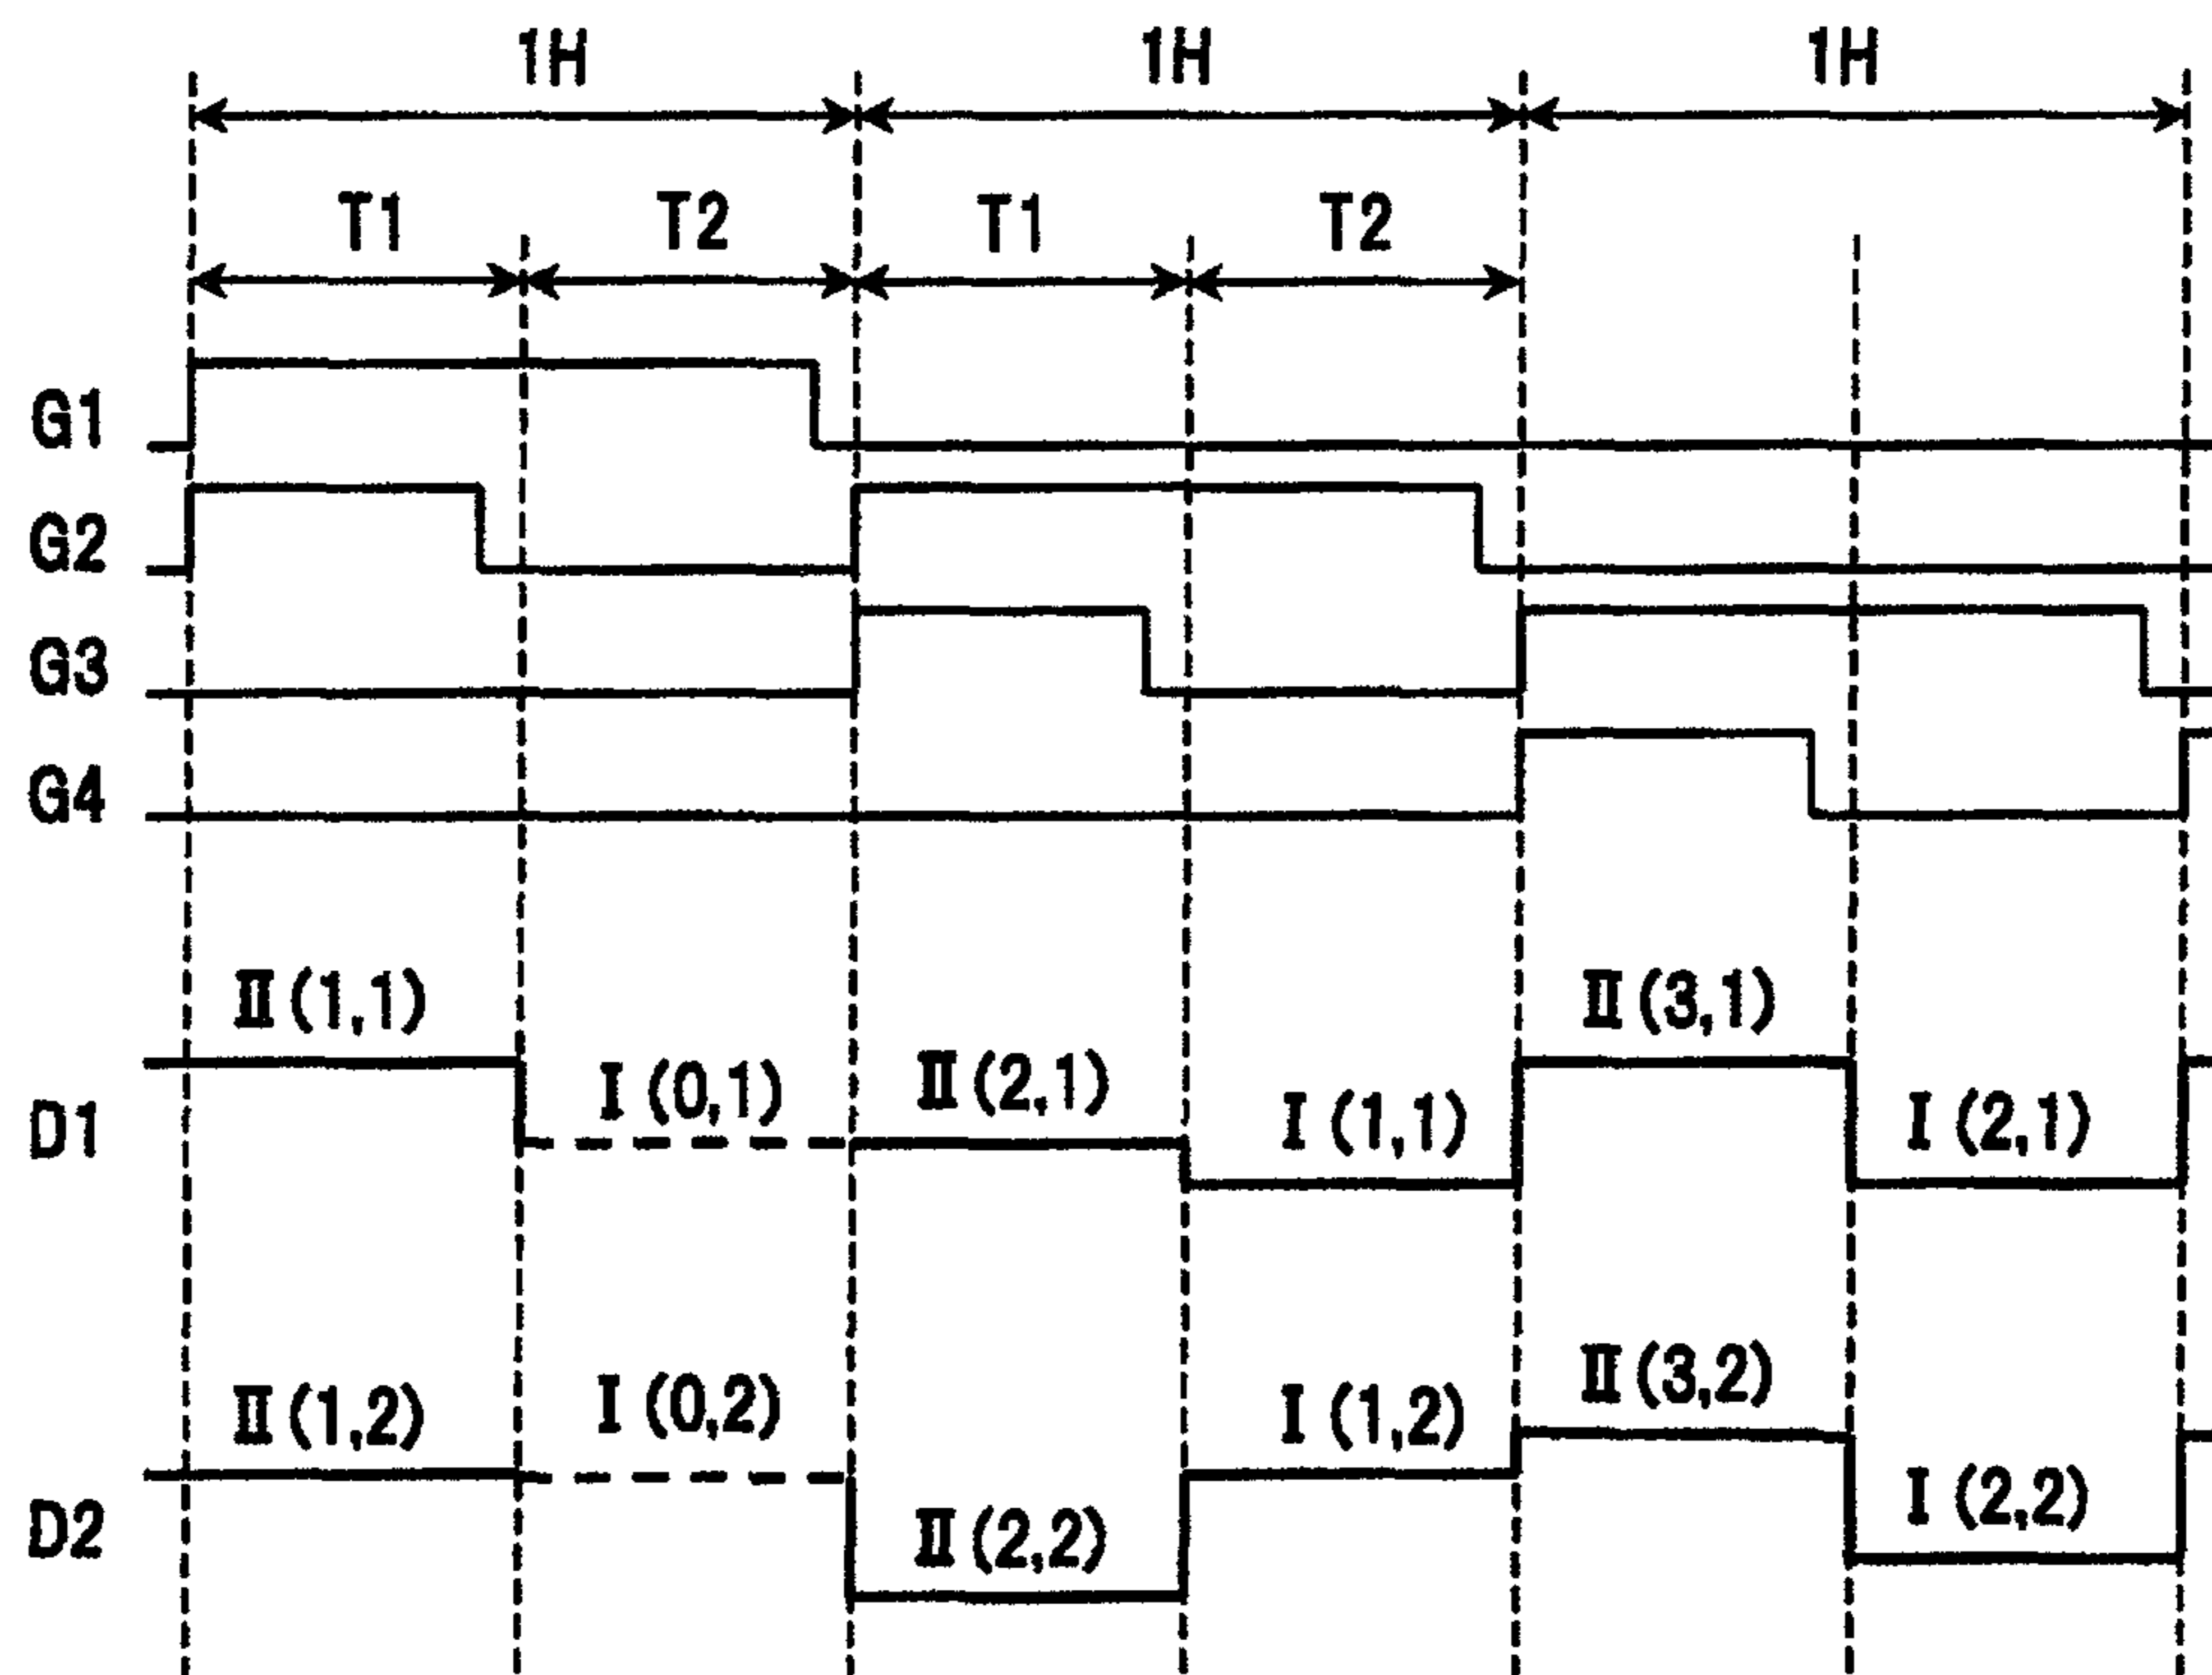 1H 1H 1H
T1 T2 T1 T2
G1
G2
G3
G4
Ⅱ(1,1) Ⅰ(0,1) Ⅱ(2,1) Ⅰ(1,1) Ⅱ(3,1) Ⅰ(2,1)
D1
Ⅱ(1,2) Ⅰ(0,2) Ⅱ(2,2) Ⅰ(1,2) Ⅱ(3,2) Ⅰ(2,2)
D2